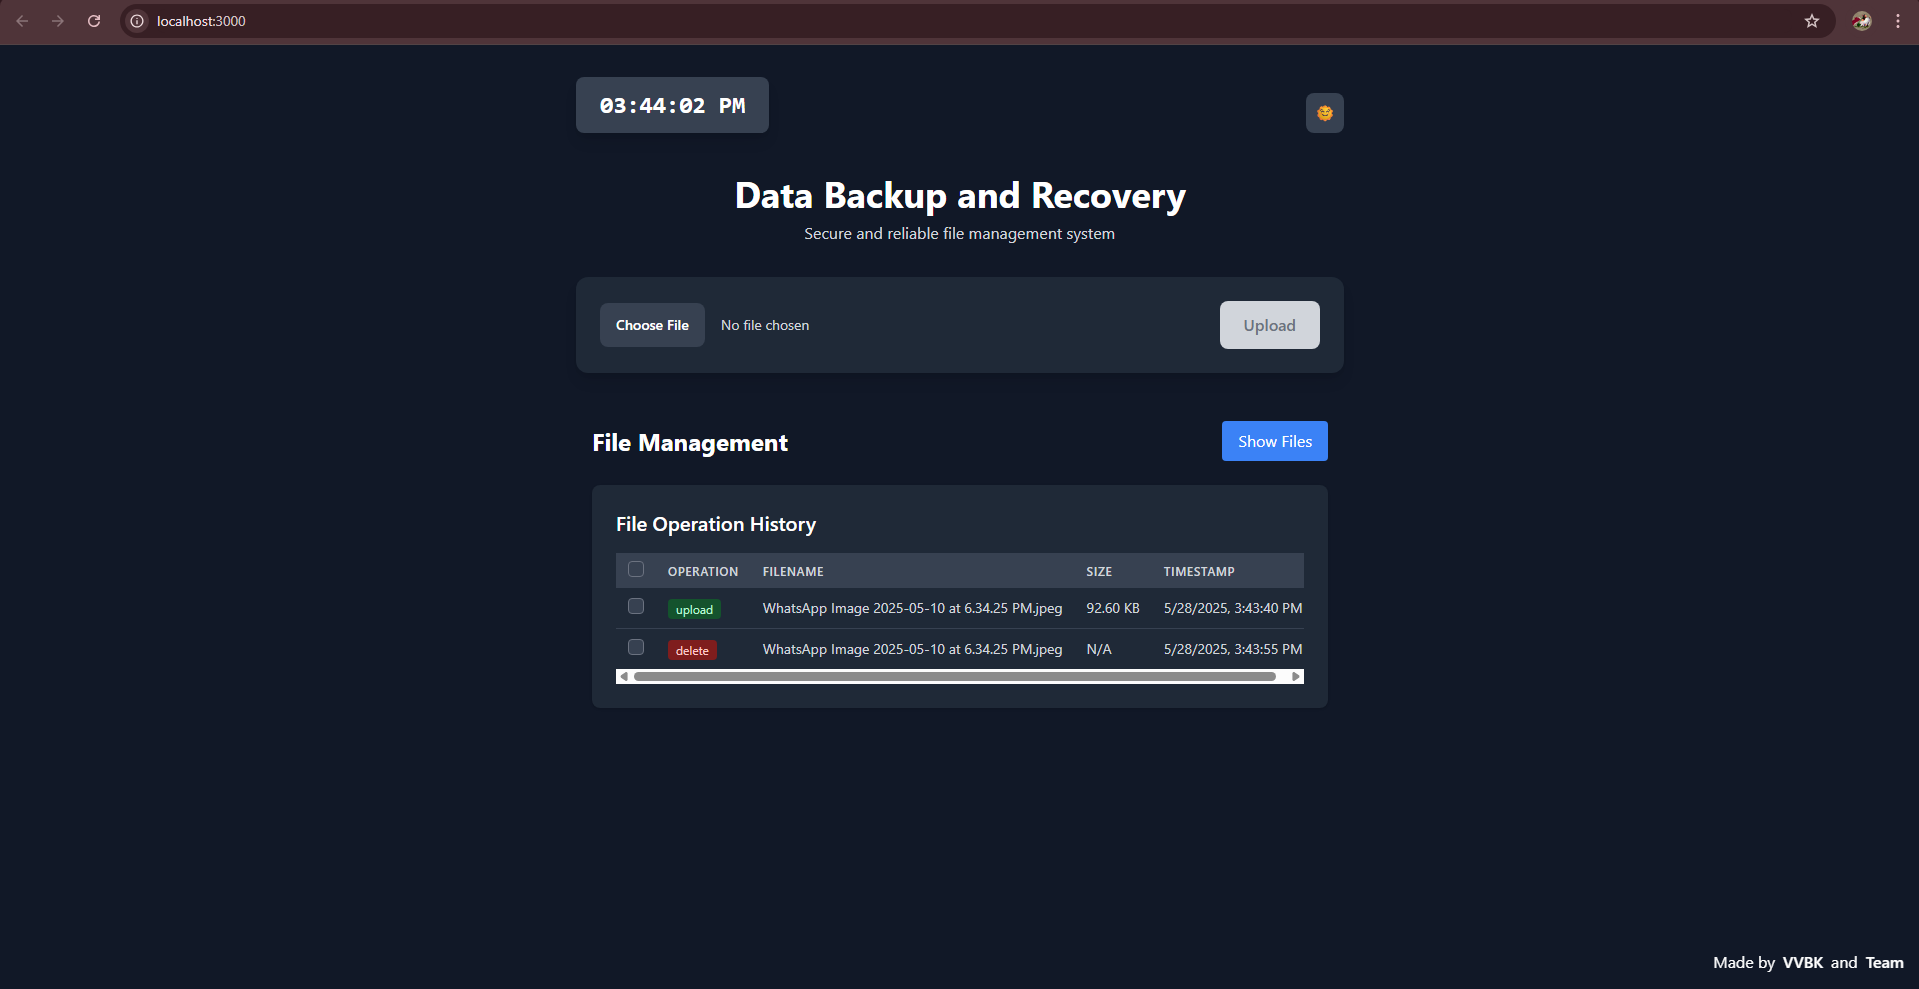 localhost:3000
03:44:02 PM
Data Backup and Recovery
Secure and reliable file management system
Choose File No file chosen Upload
File Management Show Files
File Operation History
OPERATION FILENAME SIZE TIMESTAMP
upload WhatsApp Image 2025-05-10 at 6.34.25 PM.jpeg 92.60 KB 5/28/2025, 3:43:40 PM
delete WhatsApp Image 2025-05-10 at 6.34.25 PM.jpeg N/A 5/28/2025, 3:43:55 PM
Made by VVBK and Team